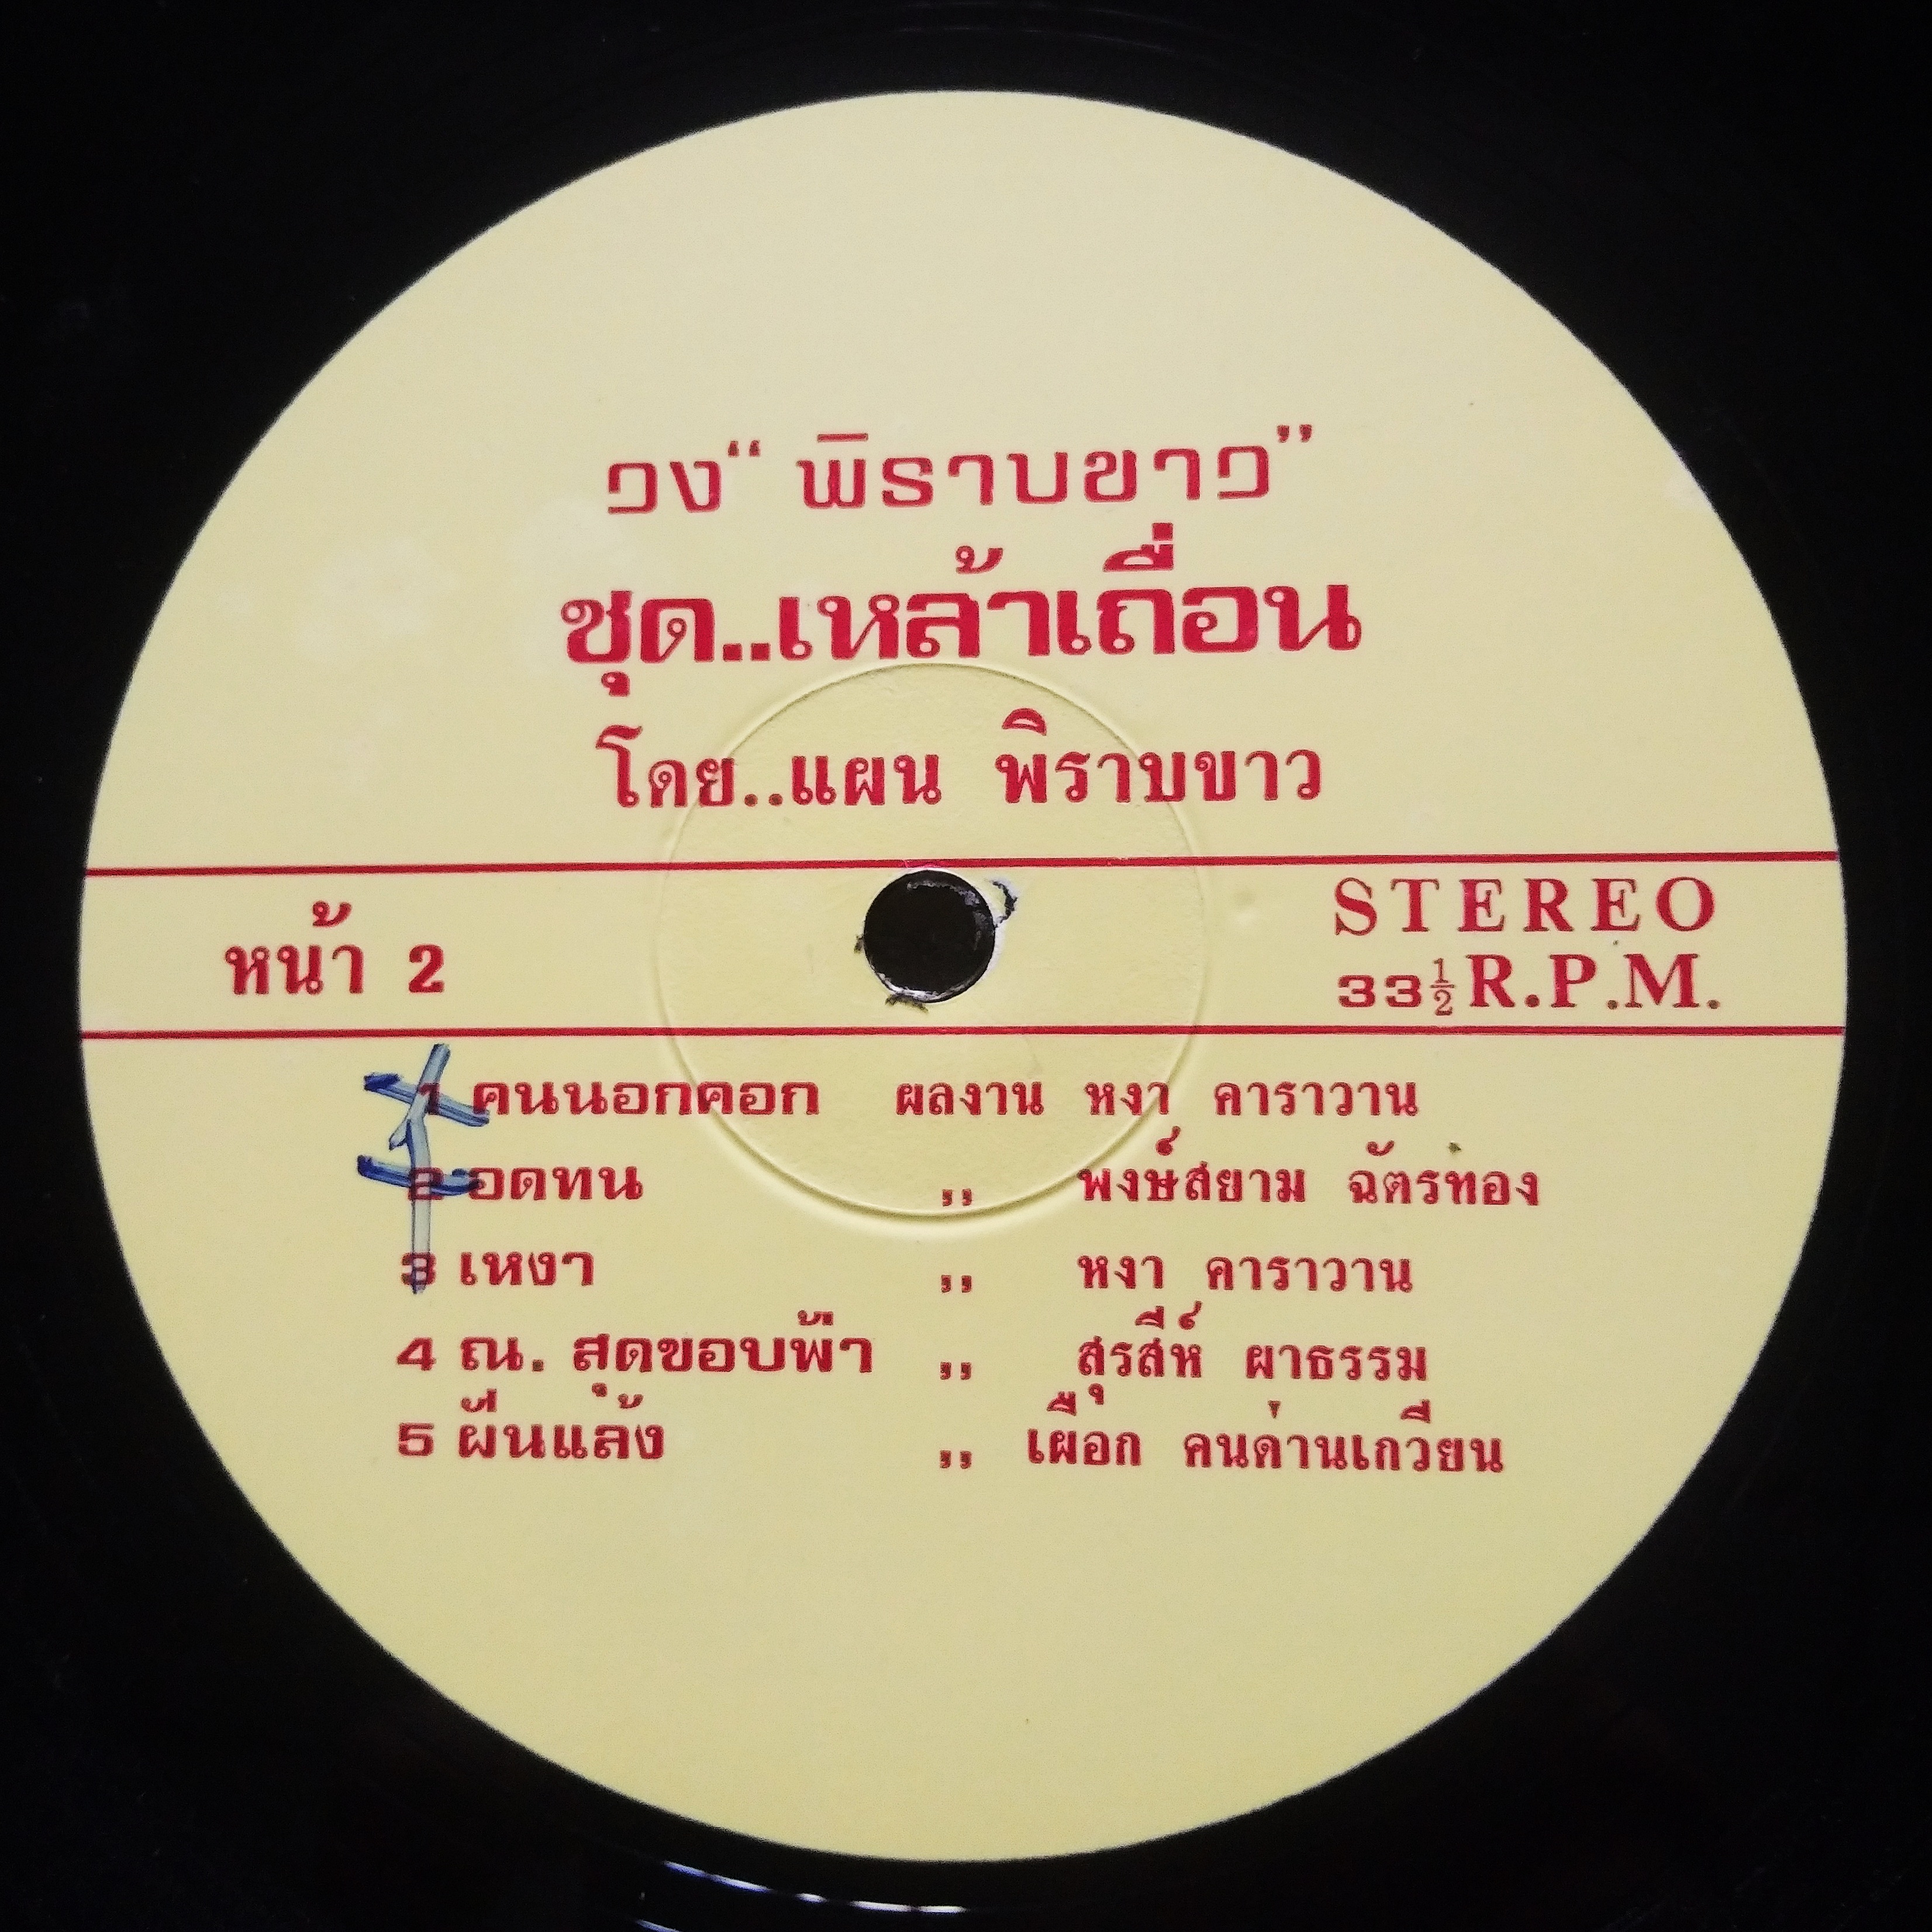 วง“ พิราบขาว”
ชุด..เหล้าเถื่อน
โดย..แผน พิราบขาว
หน้า 2
STEREO
33½ R.P.M.
1 คนนอกคอก ผลงาน หงา คาราวาน
2 อดทน ,, พงษ์สยาม ฉัตรทอง
3 เหงา ,, หงา คาราวาน
4 ณ. สุดขอบฟ้า ,, สุรสีห์ ผาธรรม
5 ผืนแล้ง ,, เผือก คนด่านเกวียน